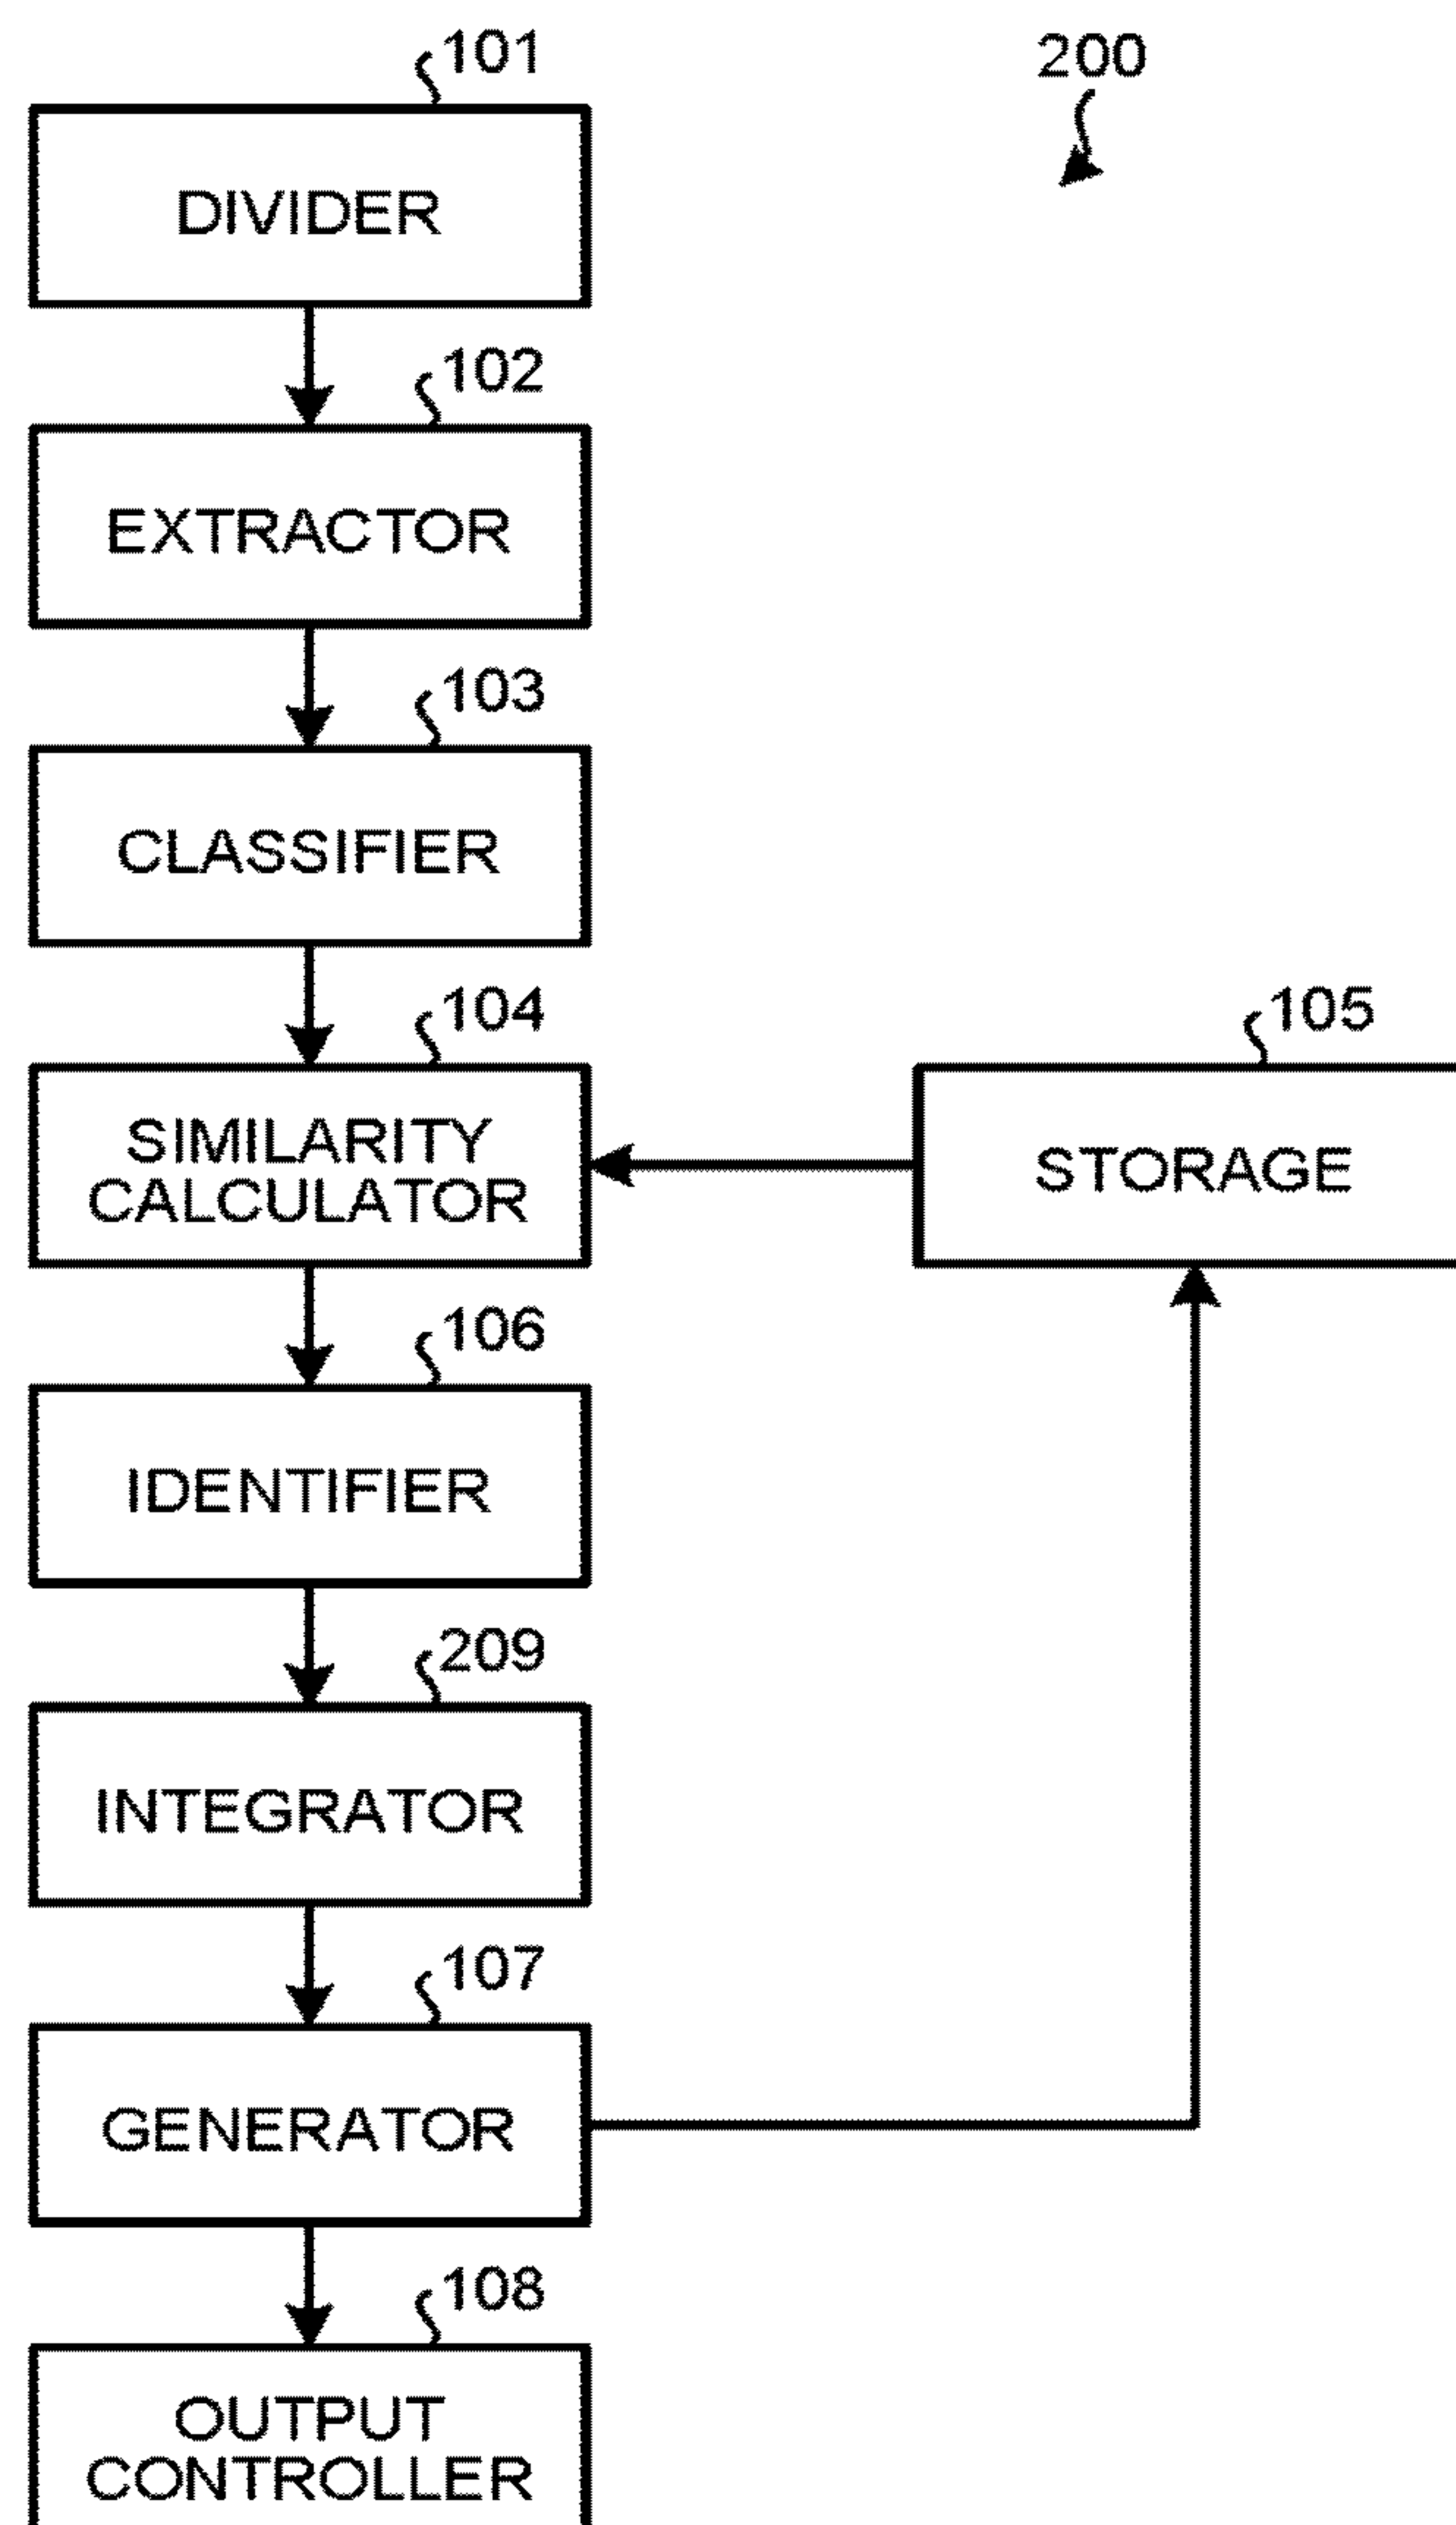 101
200
DIVIDER
102
EXTRACTOR
103
CLASSIFIER
104
105
SIMILARITY
CALCULATOR
STORAGE
106
IDENTIFIER
209
INTEGRATOR
107
GENERATOR
108
OUTPUT
CONTROLLER